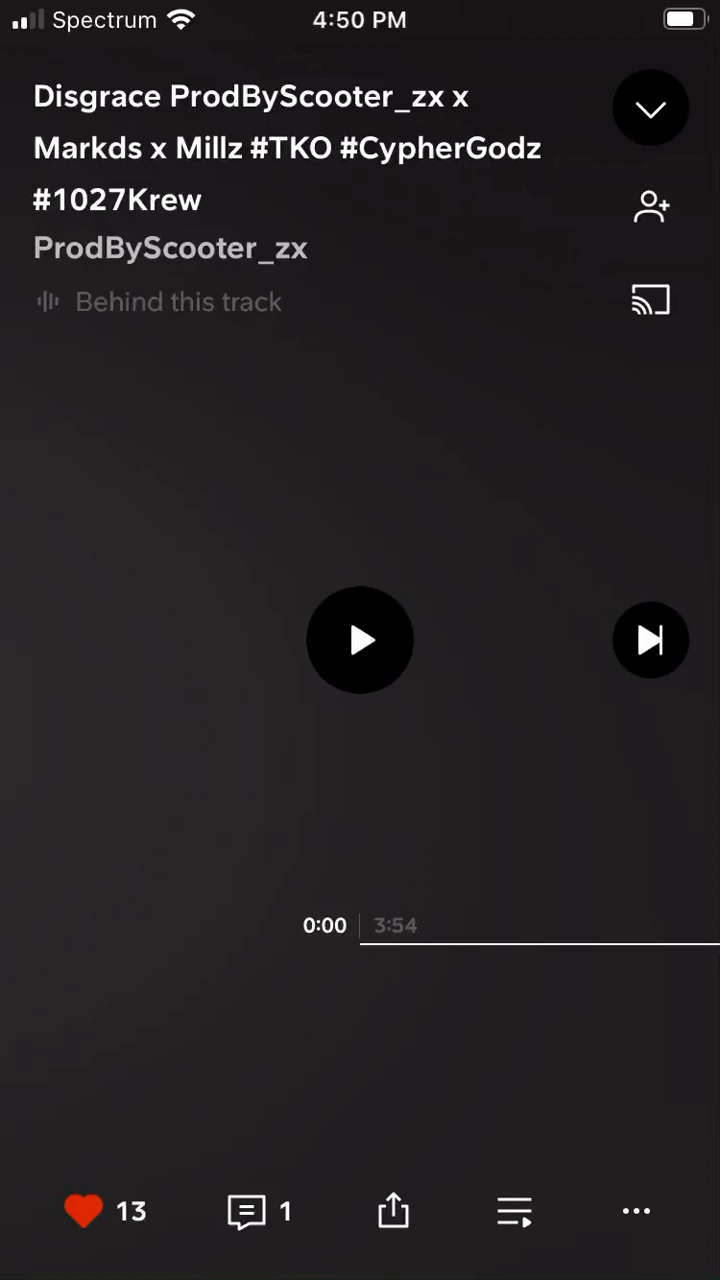 Spectrum 4:50 PM
Disgrace ProdByScooter_zx x
Markds x Millz #TKO #CypherGodz
#1027Krew
ProdByScooter_zx
Behind this track
0:00 3:54
13 1